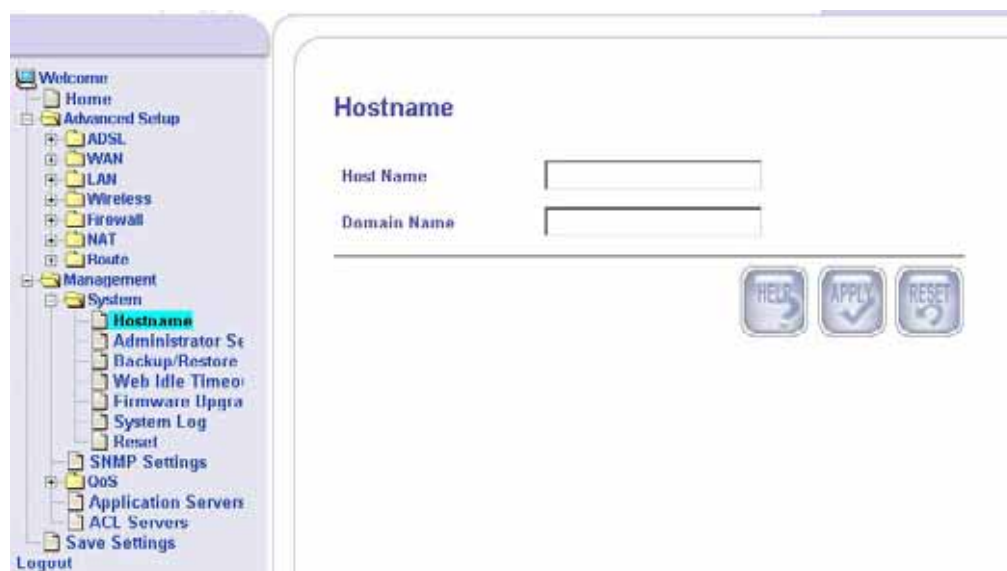 Welcome
Home
Advanced Setup
ADSL
WAN
LAN
Wireless
Firewall
NAT
Route
Management
System
Hostname
Administrator Se
Backup/Restore
Web Idle Timeo
Firmware Upgra
System Log
Reset
SNMP Settings
QoS
Application Servers
ACL Servers
Save Settings
Logout
Hostname
Host Name
Domain Name
HELP APPLY RESET